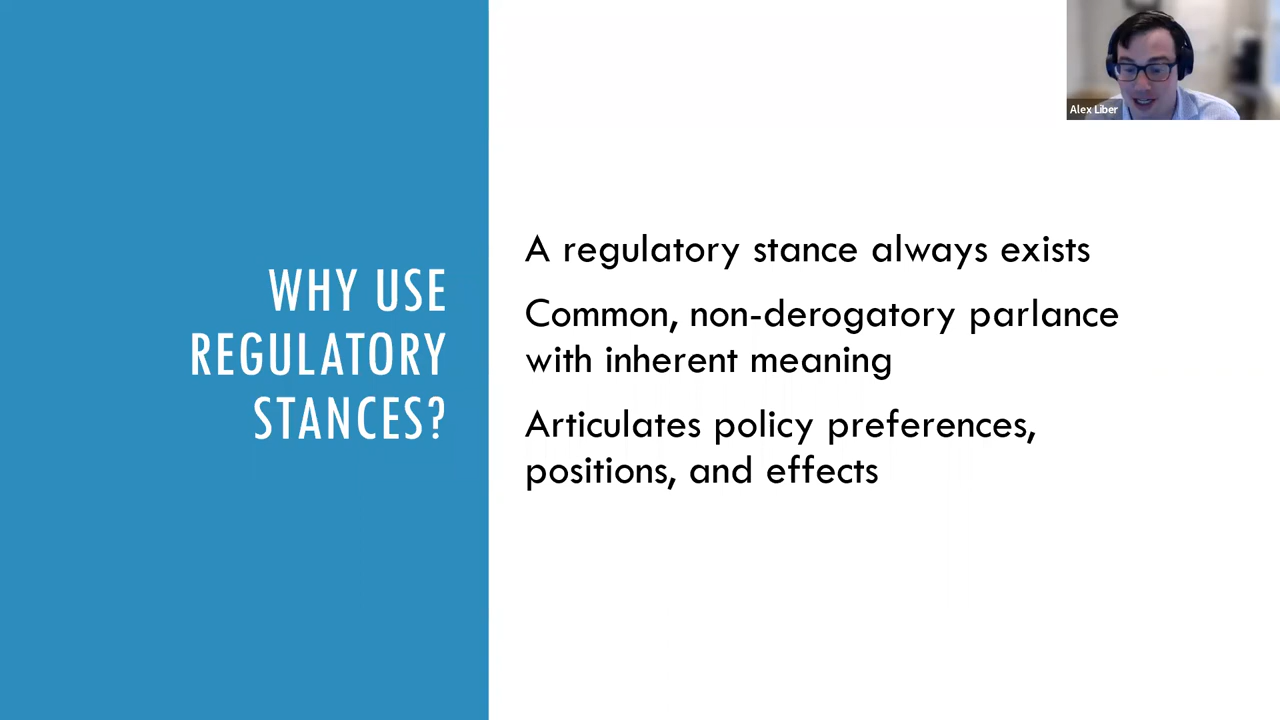 WHY USE
REGULATORY
STANCES?
A regulatory stance always exists
Common, non-derogatory parlance
with inherent meaning
Articulates policy preferences,
positions, and effects
Alex Liber